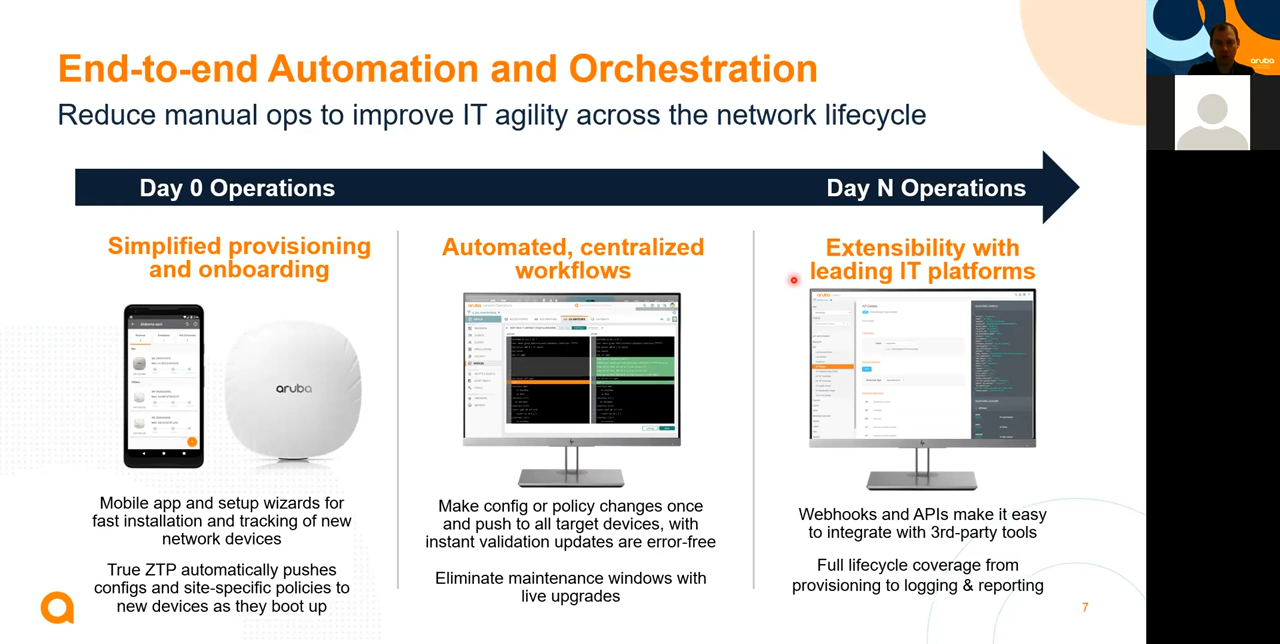 End-to-end Automation and Orchestration
Reduce manual ops to improve IT agility across the network lifecycle
Day 0 Operations
Day N Operations
Simplified provisioning
and onboarding
aruba
Mobile app and setup wizards for
fast installation and tracking of new
network devices
True ZTP automatically pushes
configs and site-specific policies to
new devices as they boot up
Automated, centralized
workflows
Make config or policy changes once
and push to all target devices, with
instant validation updates are error-free
Eliminate maintenance windows with
live upgrades
Extensibility with
leading IT platforms
Webhooks and APIs make it easy
to integrate with 3rd-party tools
Full lifecycle coverage from
provisioning to logging & reporting
7
aruba